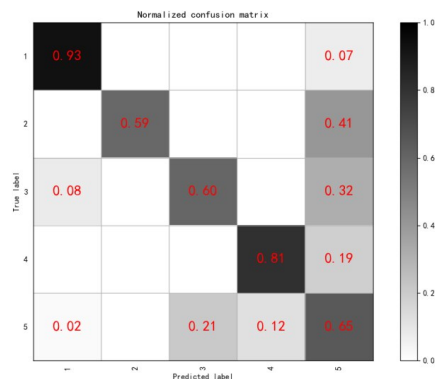 Normalized confusion matrix
1.0
1 0.93 0.07
0.8
2 0.59 0.41
0.6
3 0.08 0.60 0.32
0.4
4 0.81 0.19
0.2
5 0.02 0.21 0.12 0.65
0.0
1 2 3 4 5
True label
Predicted label